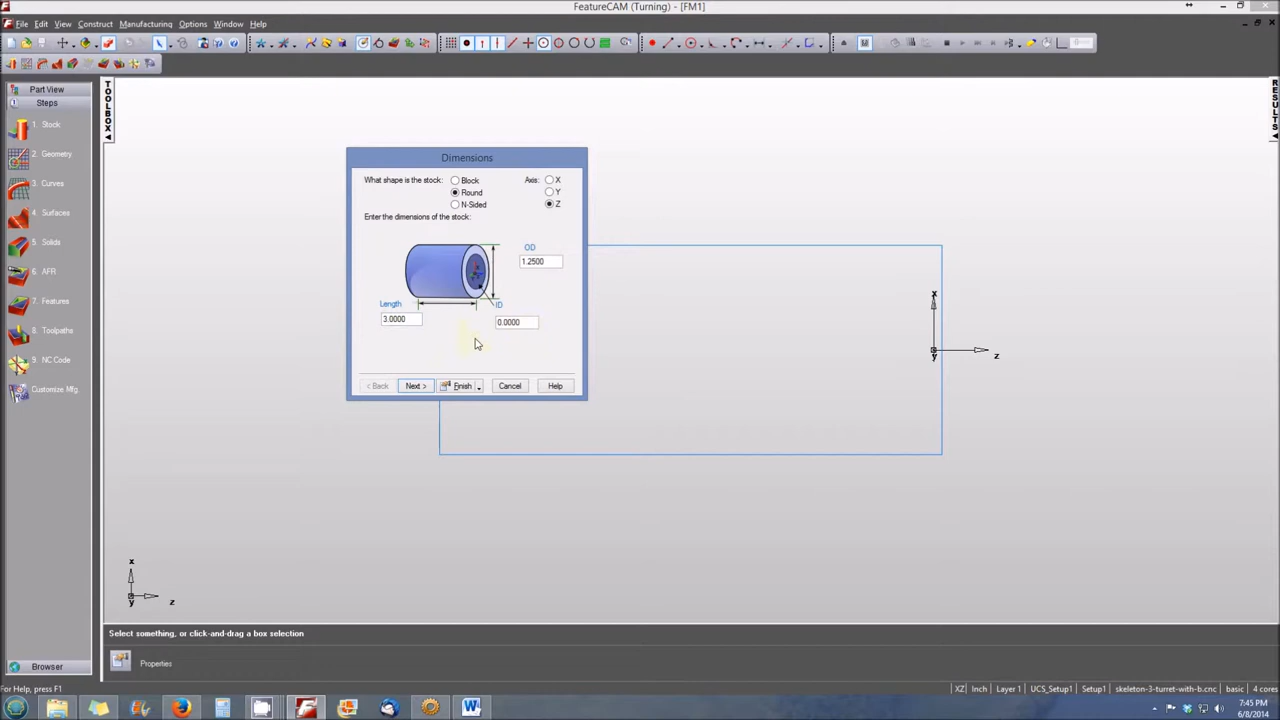 FeatureCAM (Turning) - [FM1]
File Edit View Construct Manufacturing Options Window Help
Part View
Steps
1. Stock
2. Geometry
3. Curves
4. Surfaces
5. Solids
6. AFR
7. Features
8. Toolpaths
9. NC Code
Customize Mfg.
Browser
TOOLBOX
RESULTS
Dimensions
What shape is the stock: Block Axis: X
Round Y
N-Sided Z
Enter the dimensions of the stock:
OD
1.2500
Length ID
3.0000 0.0000
< Back Next > Finish Cancel Help
x
y z
x
y z
Select something, or click-and-drag a box selection
Properties
For Help, press F1 XZ Inch Layer 1 UCS_Setup1 Setup1 skeleton-3-turret-with-b.cnc basic 4 cores
7:45 PM
6/8/2014